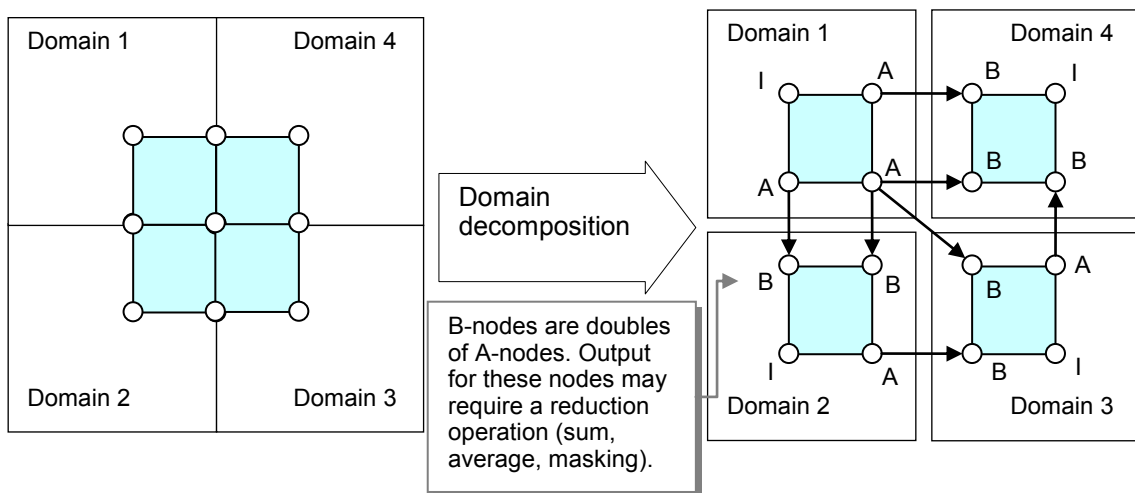 Domain 1
Domain 4
Domain 2
Domain 3
Domain
decomposition
B-nodes are doubles
of A-nodes. Output
for these nodes may
require a reduction
operation (sum,
average, masking).
Domain 1
I
A
A
A
Domain 4
B
I
B
B
B
B
I
A
Domain 2
A
B
B
I
Domain 3